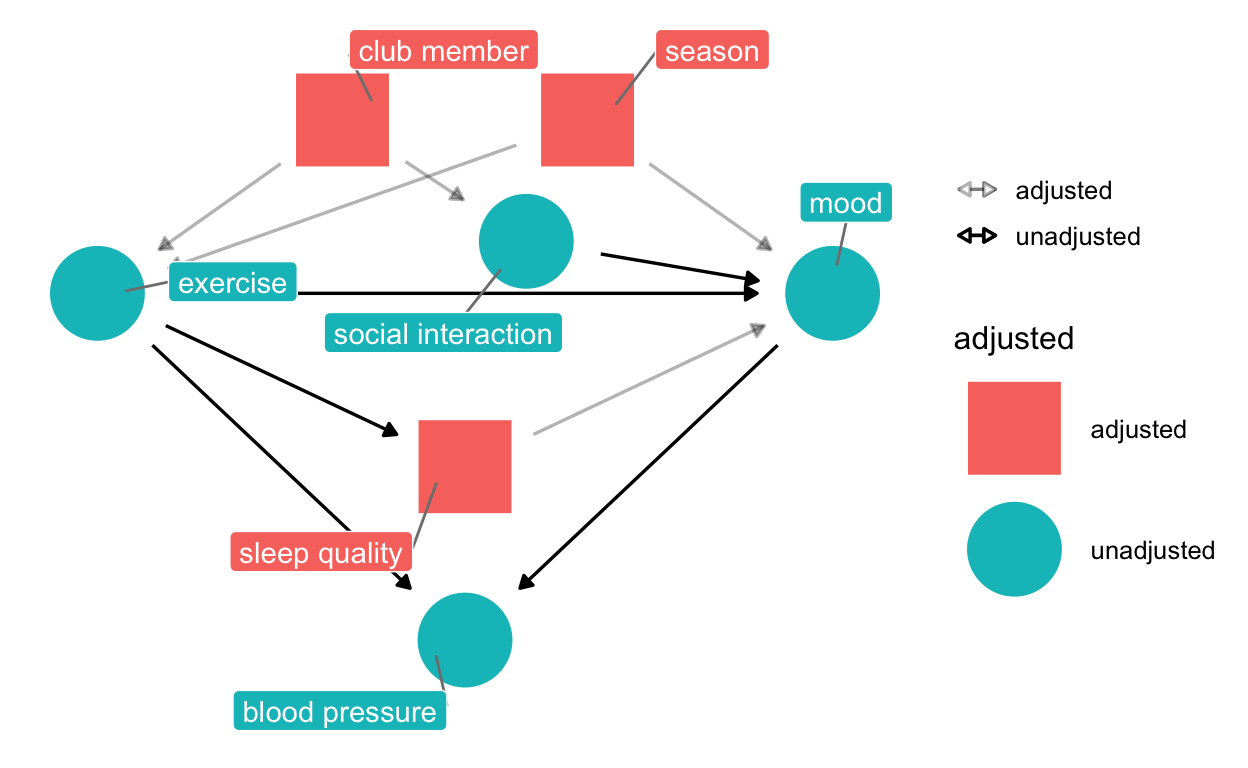 club member
season
mood
adjusted
unadjusted
exercise
social interaction
adjusted
adjusted
sleep quality
unadjusted
blood pressure